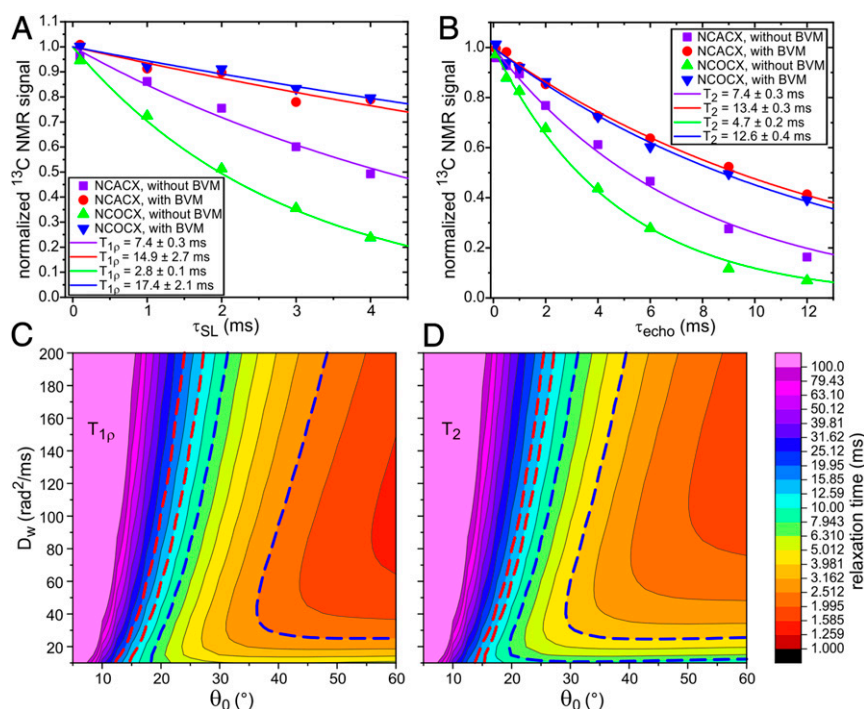 A
normalized ¹³C NMR signal
1.0
0.9
0.8
0.7
0.6
0.5
0.4
0.3
0.2
0.1
0.0
NCACX, without BVM
NCACX, with BVM
NCOCX, without BVM
NCOCX, with BVM
T₁ρ = 7.4 ± 0.3 ms
T₁ρ = 14.9 ± 2.7 ms
T₁ρ = 2.8 ± 0.1 ms
T₁ρ = 17.4 ± 2.1 ms
0 1 2 3 4
τSL (ms)
B
normalized ¹³C NMR signal
1.0
0.8
0.6
0.4
0.2
0.0
NCACX, without BVM
NCACX, with BVM
NCOCX, without BVM
NCOCX, with BVM
T₂ = 7.4 ± 0.3 ms
T₂ = 13.4 ± 0.3 ms
T₂ = 4.7 ± 0.2 ms
T₂ = 12.6 ± 0.4 ms
0 2 4 6 8 10 12
τecho (ms)
C
Dw (rad²/ms)
200
180
160
140
120
100
80
60
40
20
T₁ρ
10 20 30 40 50 60
θ₀ (°)
D
T₂
10 20 30 40 50 60
θ₀ (°)
100.0
79.43
63.10
50.12
39.81
31.62
25.12
19.95
15.85
12.59
10.00
7.943
6.310
5.012
3.981
3.162
2.512
1.995
1.585
1.259
1.000
relaxation time (ms)